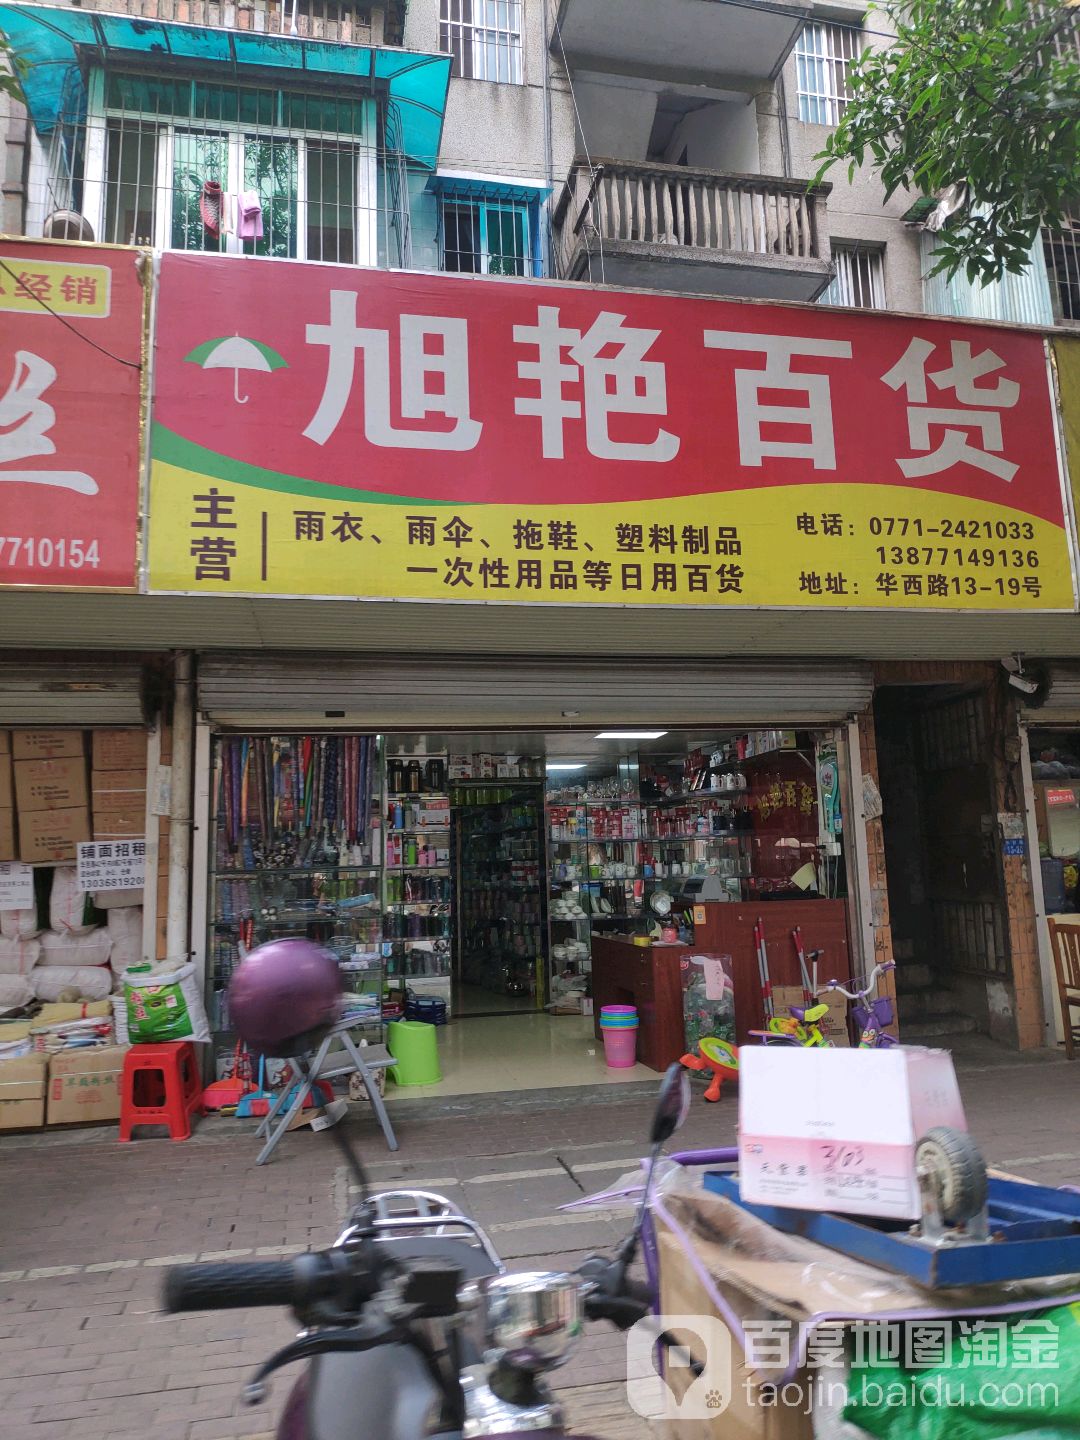 经销
丝
7710154
旭艳百货
主营
雨衣、雨伞、拖鞋、塑料制品
一次性用品等日用百货
电话：0771-2421033
13877149136
地址：华西路13-19号
铺面招租
1303681920
百度地图淘金
taojin.baidu.com